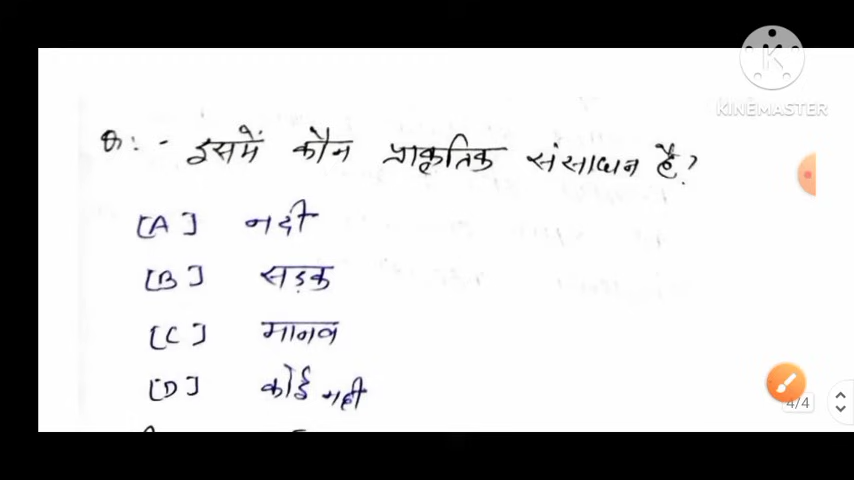 KINEMASTER
Q:- इसमें कौन प्राकृतिक संसाधन है?
[A] नदी
[B] सड़क
[C] मानव
[D] कोई नही
4/4